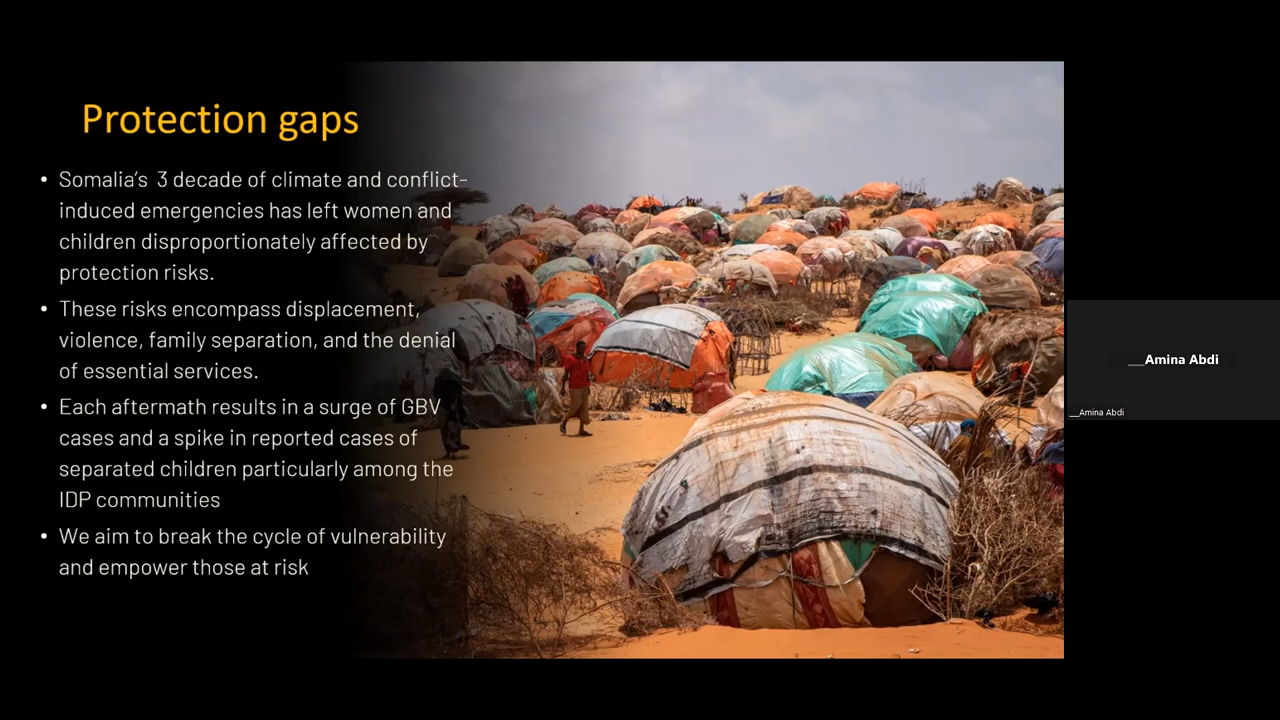 Protection gaps
• Somalia's  3 decade of climate and conflict-
induced emergencies has left women and
children disproportionately affected by
protection risks.
• These risks encompass displacement,
violence, family separation, and the denial
of essential services.
• Each aftermath results in a surge of GBV
cases and a spike in reported cases of
separated children particularly among the
IDP communities
• We aim to break the cycle of vulnerability
and empower those at risk
__Amina Abdi
__Amina Abdi